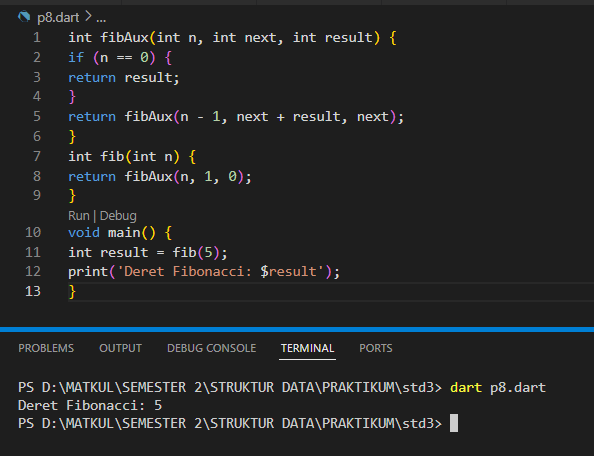 p8.dart > ...
1 int fibAux(int n, int next, int result) {
2 if (n == 0) {
3 return result;
4 }
5 return fibAux(n - 1, next + result, next);
6 }
7 int fib(int n) {
8 return fibAux(n, 1, 0);
9 }
Run | Debug
10 void main() {
11 int result = fib(5);
12 print('Deret Fibonacci: $result');
13 }
PROBLEMS OUTPUT DEBUG CONSOLE TERMINAL PORTS
PS D:\MATKUL\SEMESTER 2\STRUKTUR DATA\PRAKTIKUM\std3> dart p8.dart
Deret Fibonacci: 5
PS D:\MATKUL\SEMESTER 2\STRUKTUR DATA\PRAKTIKUM\std3>